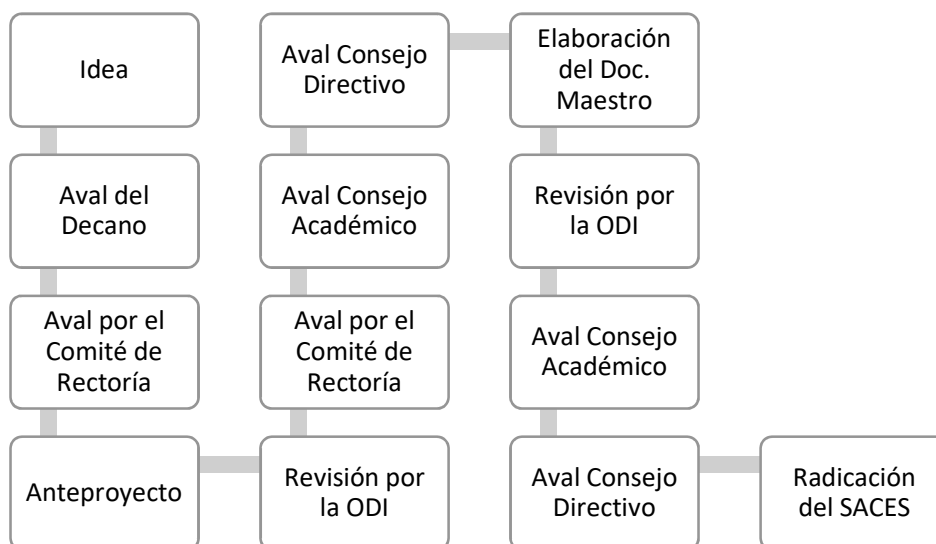 Idea
Aval del
Decano
Aval por el
Comité de
Rectoría
Anteproyecto
Revisión por
la ODI
Aval por el
Comité de
Rectoría
Aval Consejo
Académico
Aval Consejo
Directivo
Elaboración
del Doc.
Maestro
Revisión por
la ODI
Aval Consejo
Académico
Aval Consejo
Directivo
Radicación
del SACES